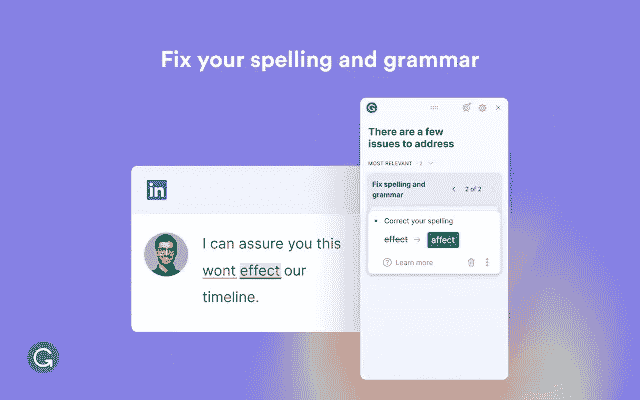 Fix your spelling and grammar
There are a few
issues to address
MOST RELEVANT · 2
Fix spelling and
grammar
2 of 2
Correct your spelling
effect → affect
Learn more
in
I can assure you this
wont effect our
timeline.
G